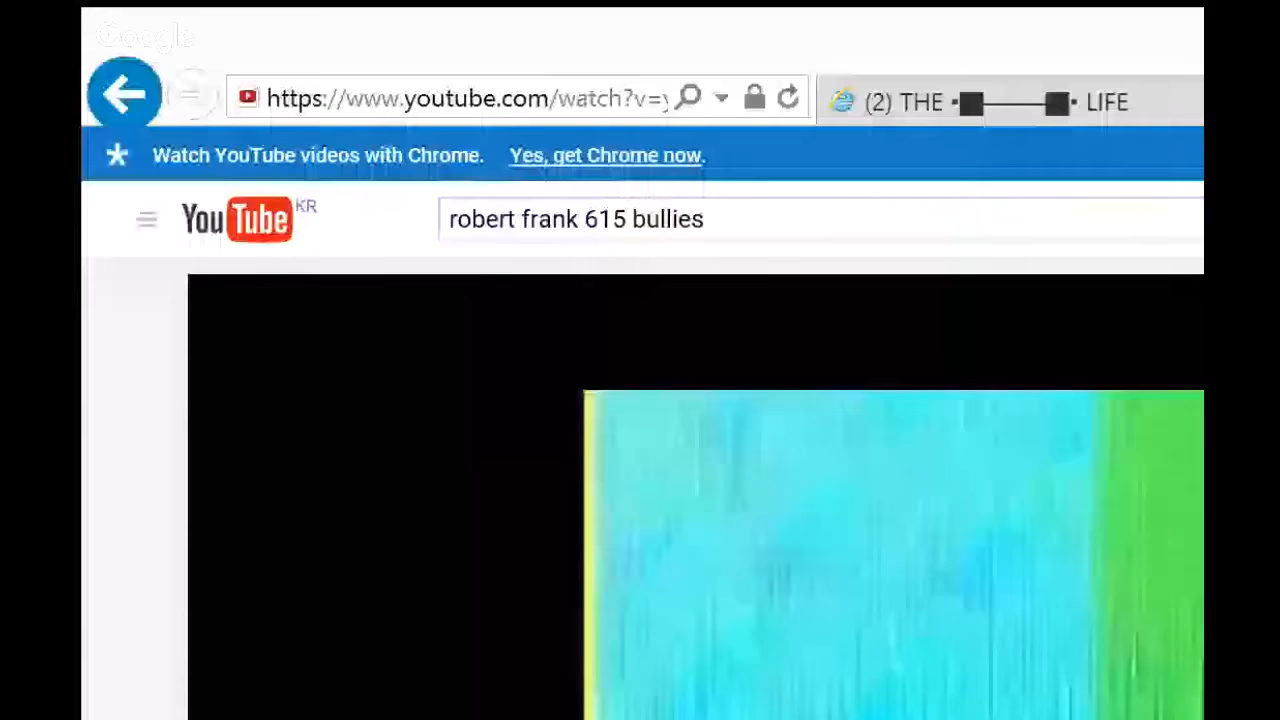 Google
https://www.youtube.com/watch?v=y
(2) THE •■——■• LIFE
Watch YouTube videos with Chrome. Yes, get Chrome now.
YouTube KR
robert frank 615 bullies